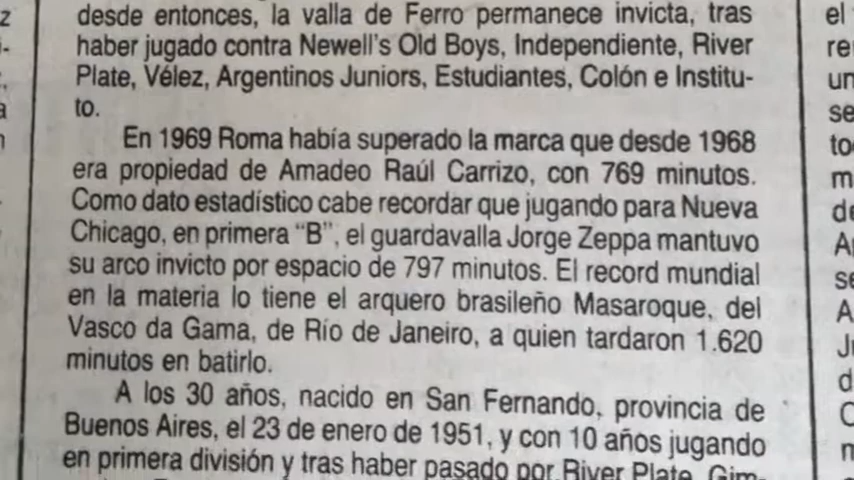 desde entonces, la valla de Ferro permanece invicta, tras
haber jugado contra Newell's Old Boys, Independiente, River
Plate, Vélez, Argentinos Juniors, Estudiantes, Colón e Institu-
to.
En 1969 Roma había superado la marca que desde 1968
era propiedad de Amadeo Raúl Carrizo, con 769 minutos.
Como dato estadístico cabe recordar que jugando para Nueva
Chicago, en primera "B", el guardavalla Jorge Zeppa mantuvo
su arco invicto por espacio de 797 minutos. El record mundial
en la materia lo tiene el arquero brasileño Masaroque, del
Vasco da Gama, de Río de Janeiro, a quien tardaron 1.620
minutos en batirlo.
A los 30 años, nacido en San Fernando, provincia de
Buenos Aires, el 23 de enero de 1951, y con 10 años jugando
en primera división y tras haber pasado por River Plate, Gim-